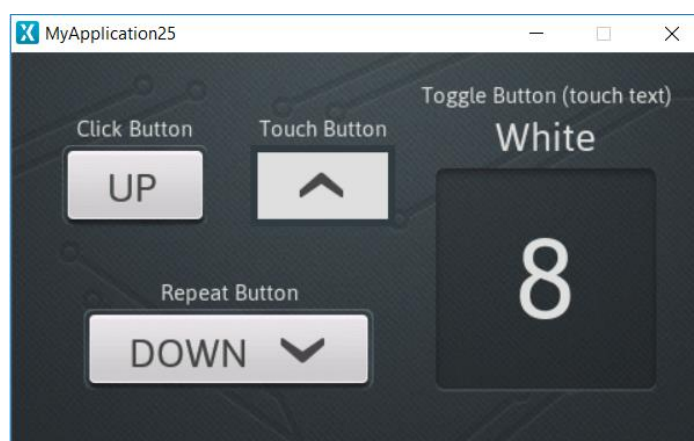 MyApplication25
Toggle Button (touch text)
Click Button
Touch Button
White
UP
8
Repeat Button
DOWN